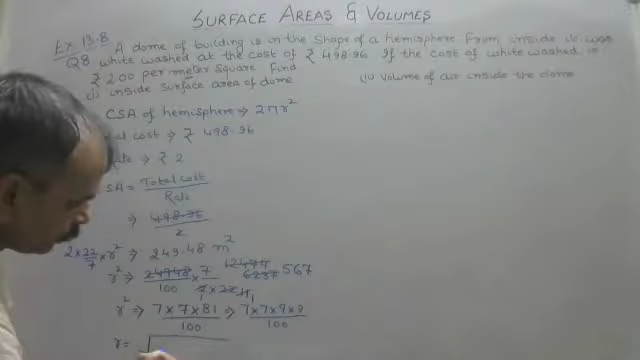 SURFACE AREAS & VOLUMES
Ex 13.8 A dome of building is in the shape of a hemisphere From inside it was
Q8 white washed at the cost of ₹ 498.96 If the cost of white washed is
₹ 2.00 per meter square Find
(i) inside surface area of dome (ii) Volume of air inside the dome
CSA of hemisphere ⇒ 2πr²
cost ⇒ ₹ 498.96
⇒ ₹ 2
SA = Total cost / Rate
⇒ 498.96 / 2
2 × 22/7 × r² ⇒ 249.48 m²
r² ⇒ 24948/100 × 7/2×22 12474 6237 567
r² ⇒ 7×7×81/100 ⇒ 7×7×9×9/100
r = √